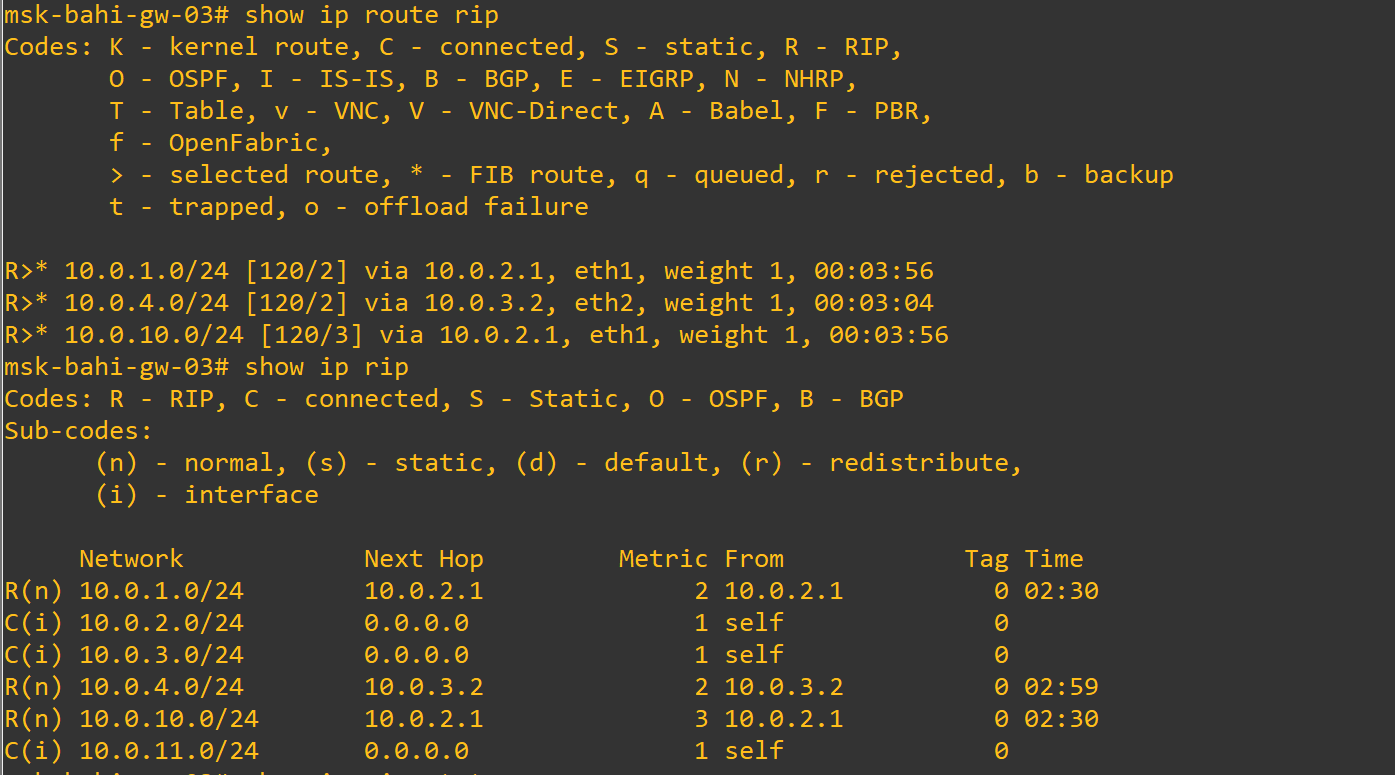 msk-bahi-gw-03# show ip route rip
Codes: K - kernel route, C - connected, S - static, R - RIP,
       O - OSPF, I - IS-IS, B - BGP, E - EIGRP, N - NHRP,
       T - Table, v - VNC, V - VNC-Direct, A - Babel, F - PBR,
       f - OpenFabric,
       > - selected route, * - FIB route, q - queued, r - rejected, b - backup
       t - trapped, o - offload failure

R>* 10.0.1.0/24 [120/2] via 10.0.2.1, eth1, weight 1, 00:03:56
R>* 10.0.4.0/24 [120/2] via 10.0.3.2, eth2, weight 1, 00:03:04
R>* 10.0.10.0/24 [120/3] via 10.0.2.1, eth1, weight 1, 00:03:56
msk-bahi-gw-03# show ip rip
Codes: R - RIP, C - connected, S - Static, O - OSPF, B - BGP
Sub-codes:
      (n) - normal, (s) - static, (d) - default, (r) - redistribute,
      (i) - interface

     Network            Next Hop         Metric From            Tag Time
R(n) 10.0.1.0/24        10.0.2.1              2 10.0.2.1          0 02:30
C(i) 10.0.2.0/24        0.0.0.0               1 self              0
C(i) 10.0.3.0/24        0.0.0.0               1 self              0
R(n) 10.0.4.0/24        10.0.3.2              2 10.0.3.2          0 02:59
R(n) 10.0.10.0/24       10.0.2.1              3 10.0.2.1          0 02:30
C(i) 10.0.11.0/24       0.0.0.0               1 self              0